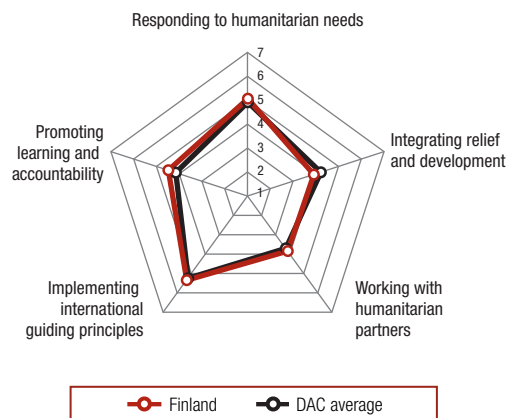 Responding to humanitarian needs
7
6
5
4
3
2
1
Promoting
learning and
accountability
Integrating relief
and development
Implementing
international
guiding principles
Working with
humanitarian
partners
Finland
DAC average